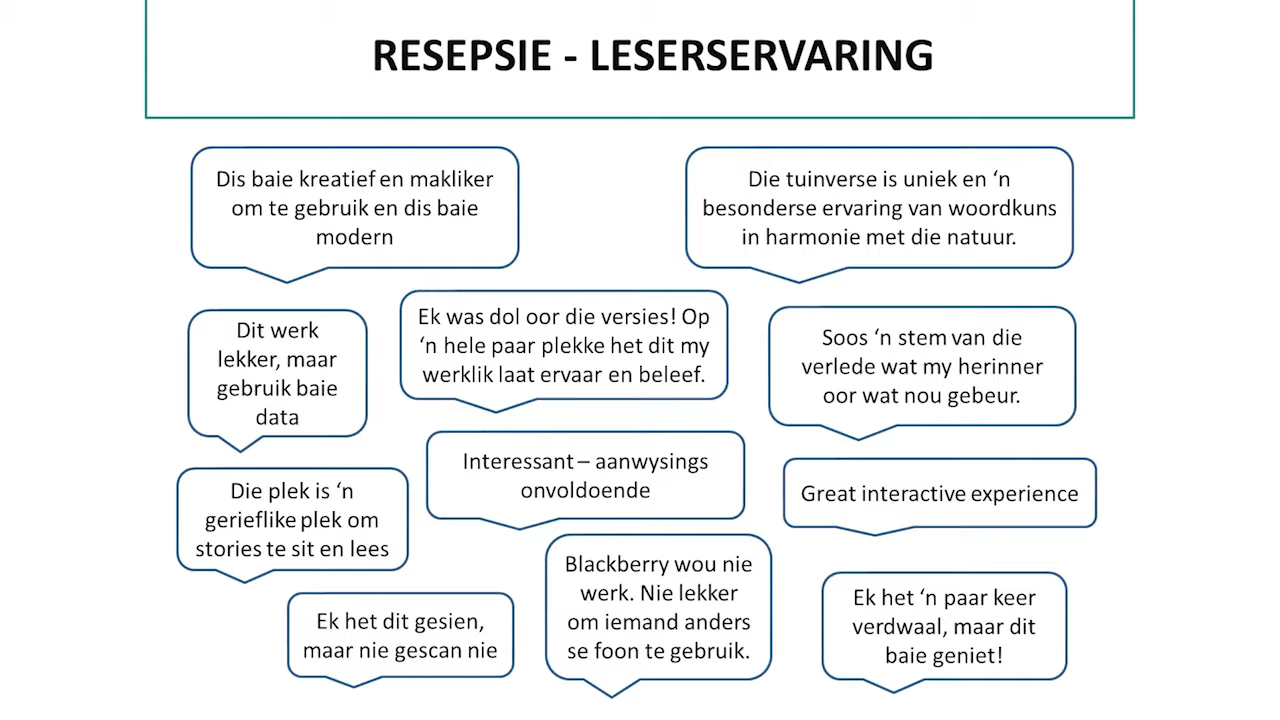 RESEPSIE - LESERSERVARING
Dis baie kreatief en makliker
om te gebruik en dis baie
modern
Die tuinverse is uniek en ‘n
besonderse ervaring van woordkuns
in harmonie met die natuur.
Dit werk
lekker, maar
gebruik baie
data
Ek was dol oor die versies! Op
‘n hele paar plekke het dit my
werklik laat ervaar en beleef.
Soos ‘n stem van die
verlede wat my herinner
oor wat nou gebeur.
Interessant – aanwysings
onvoldoende
Great interactive experience
Die plek is ‘n
gerieflike plek om
stories te sit en lees
Blackberry wou nie
werk. Nie lekker
om iemand anders
se foon te gebruik.
Ek het ‘n paar keer
verdwaal, maar dit
baie geniet!
Ek het dit gesien,
maar nie gescan nie